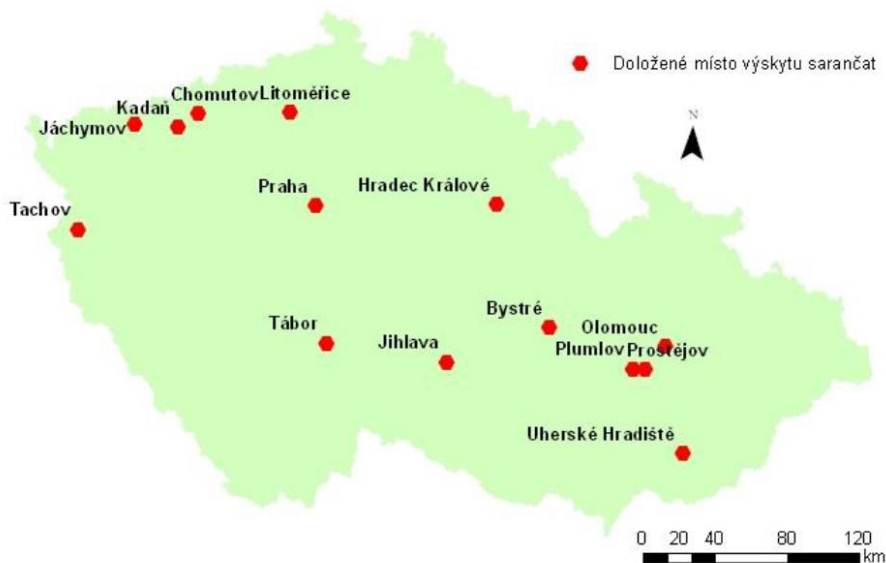 Doložené místo výskytu sarančat
N
Chomutov
Litoměřice
Kadaň
Jáchymov
Praha
Hradec Králové
Tachov
Bystré
Tábor
Olomouc
Jihlava
Plumlov
Prostějov
Uherské Hradiště
0 20 40 80 120
km